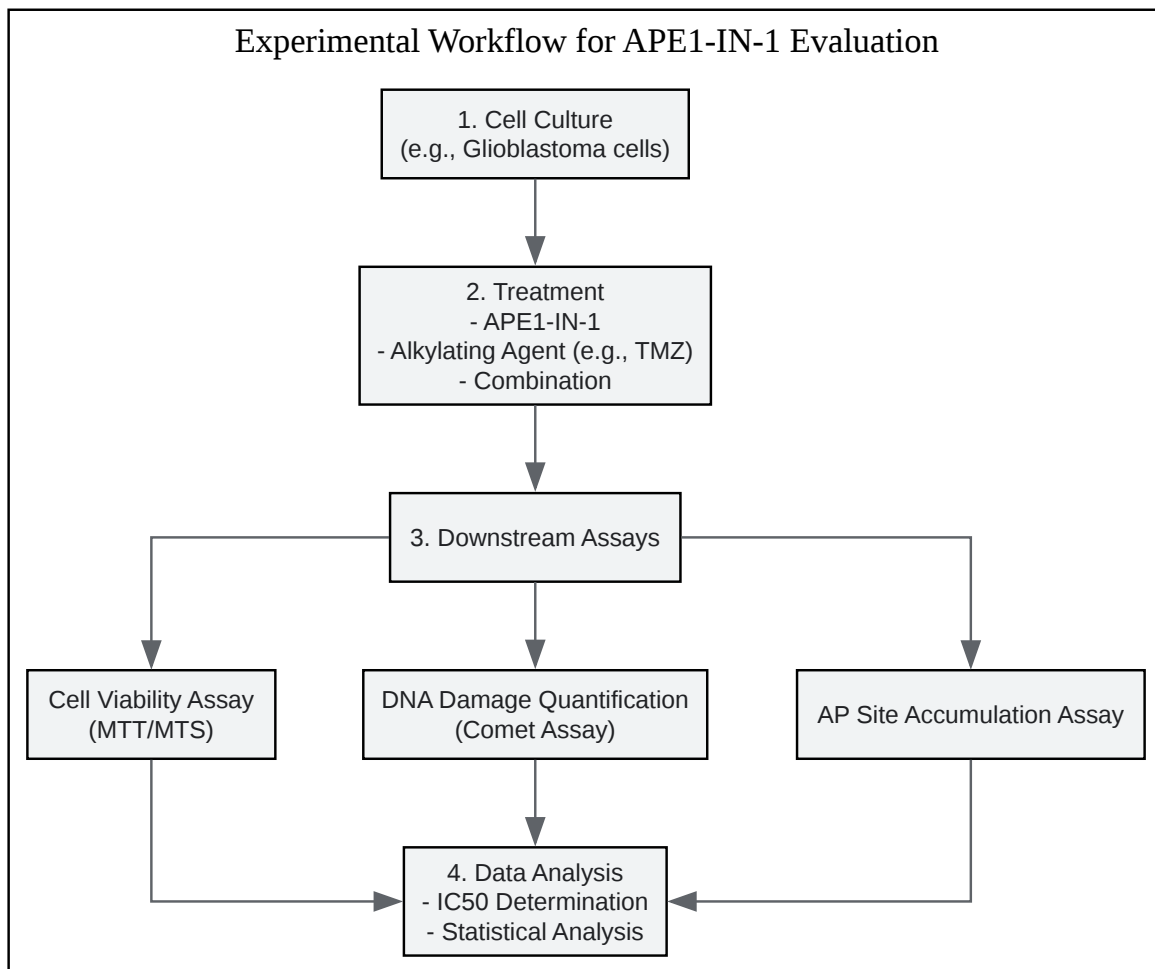 Experimental Workflow for APE1-IN-1 Evaluation
1. Cell Culture
(e.g., Glioblastoma cells)
2. Treatment
- APE1-IN-1
- Alkylating Agent (e.g., TMZ)
- Combination
3. Downstream Assays
Cell Viability Assay
(MTT/MTS)
DNA Damage Quantification
(Comet Assay)
AP Site Accumulation Assay
4. Data Analysis
- IC50 Determination
- Statistical Analysis